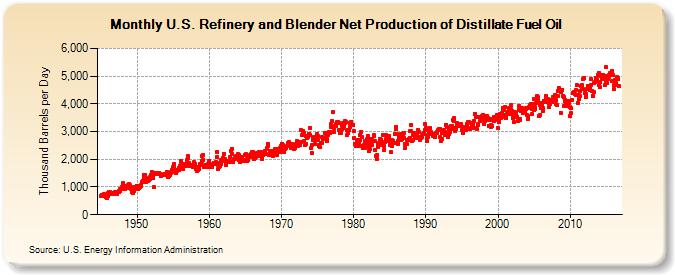 Monthly U.S. Refinery and Blender Net Production of Distillate Fuel Oil
Thousand Barrels per Day
6,000
5,000
4,000
3,000
2,000
1,000
0
1950 1960 1970 1980 1990 2000 2010
Source: U.S. Energy Information Administration